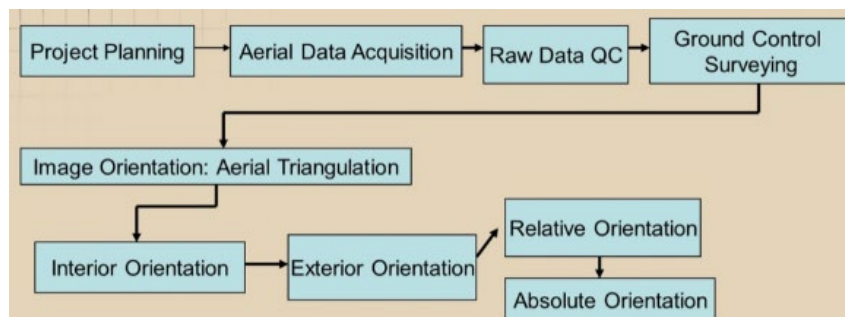 Project Planning
Aerial Data Acquisition
Raw Data QC
Ground Control
Surveying
Image Orientation: Aerial Triangulation
Interior Orientation
Exterior Orientation
Relative Orientation
Absolute Orientation